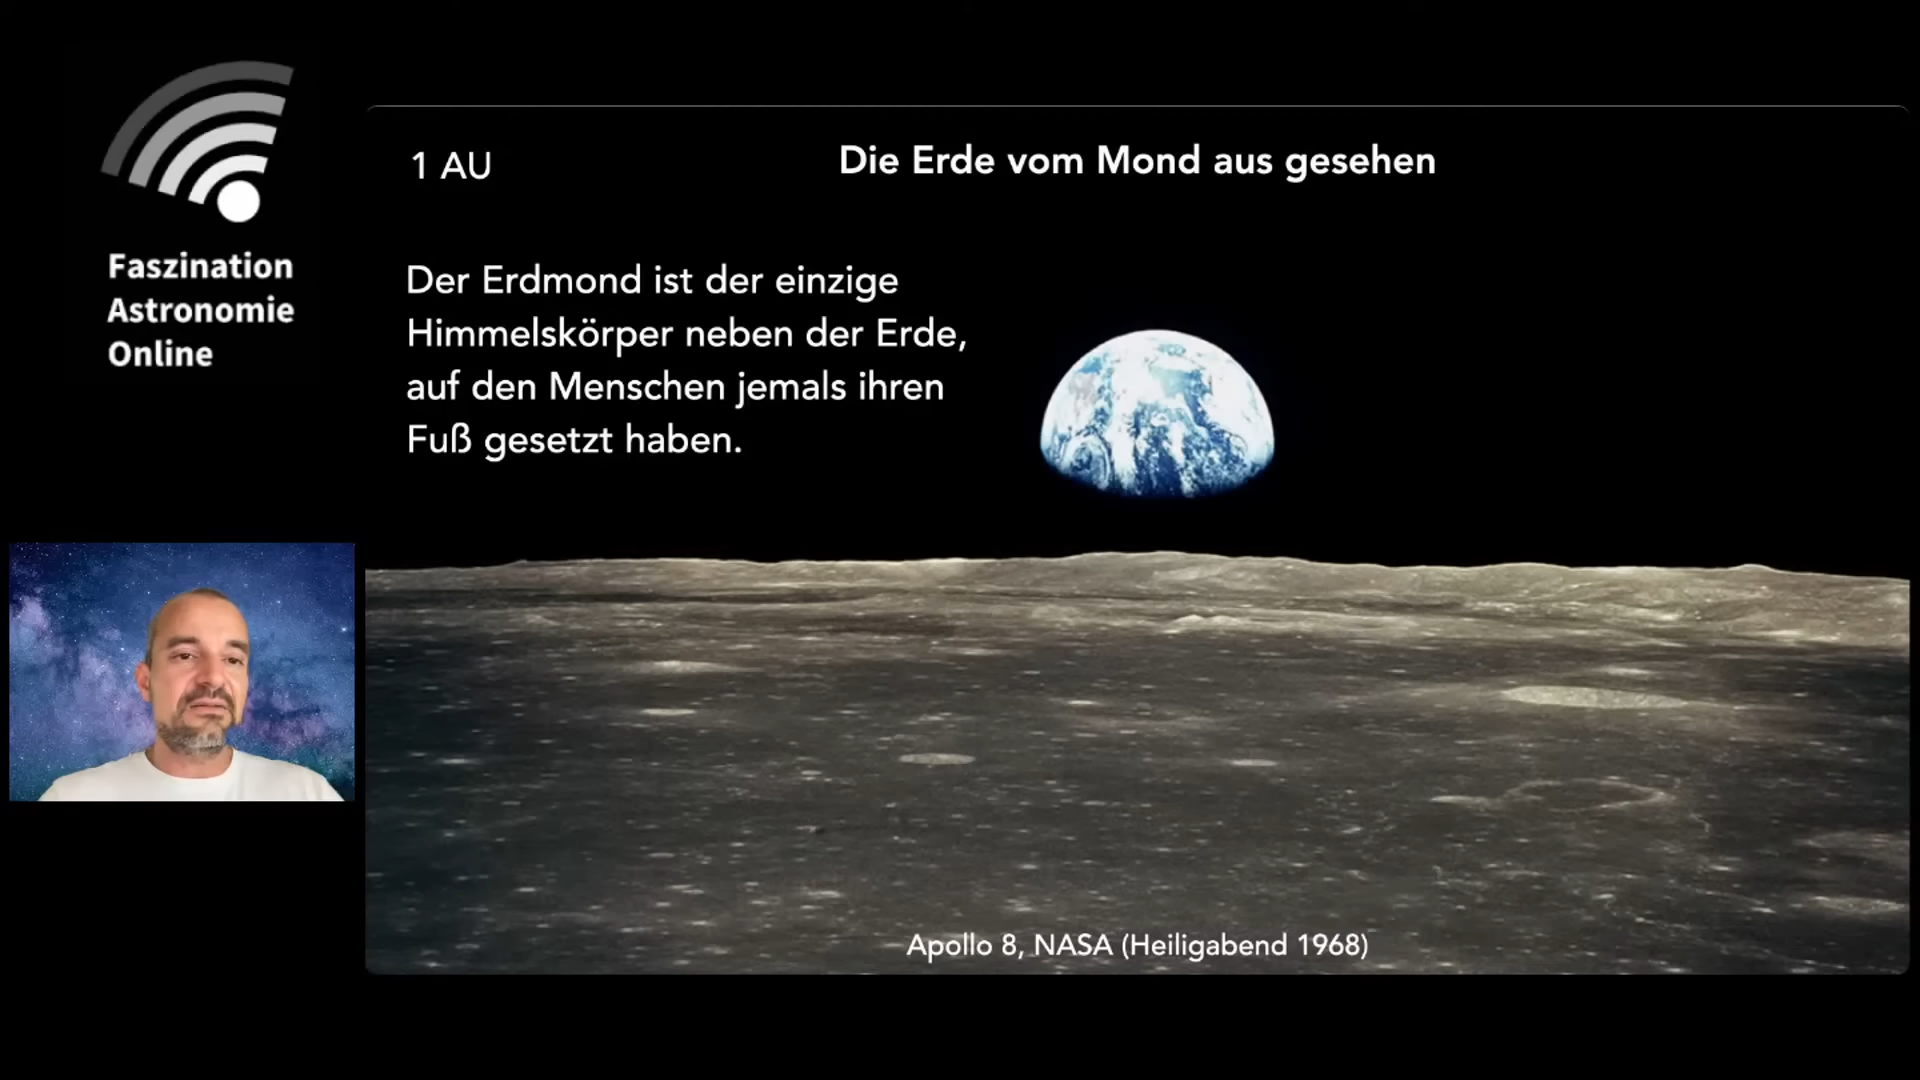 Faszination
Astronomie
Online
1 AU
Die Erde vom Mond aus gesehen
Der Erdmond ist der einzige
Himmelskörper neben der Erde,
auf den Menschen jemals ihren
Fuß gesetzt haben.
Apollo 8, NASA (Heiligabend 1968)